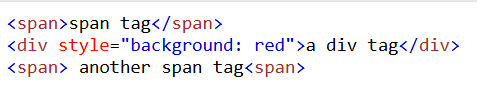 <span>span tag</span>
<div style="background: red">a div tag</div>
<span> another span tag<span>